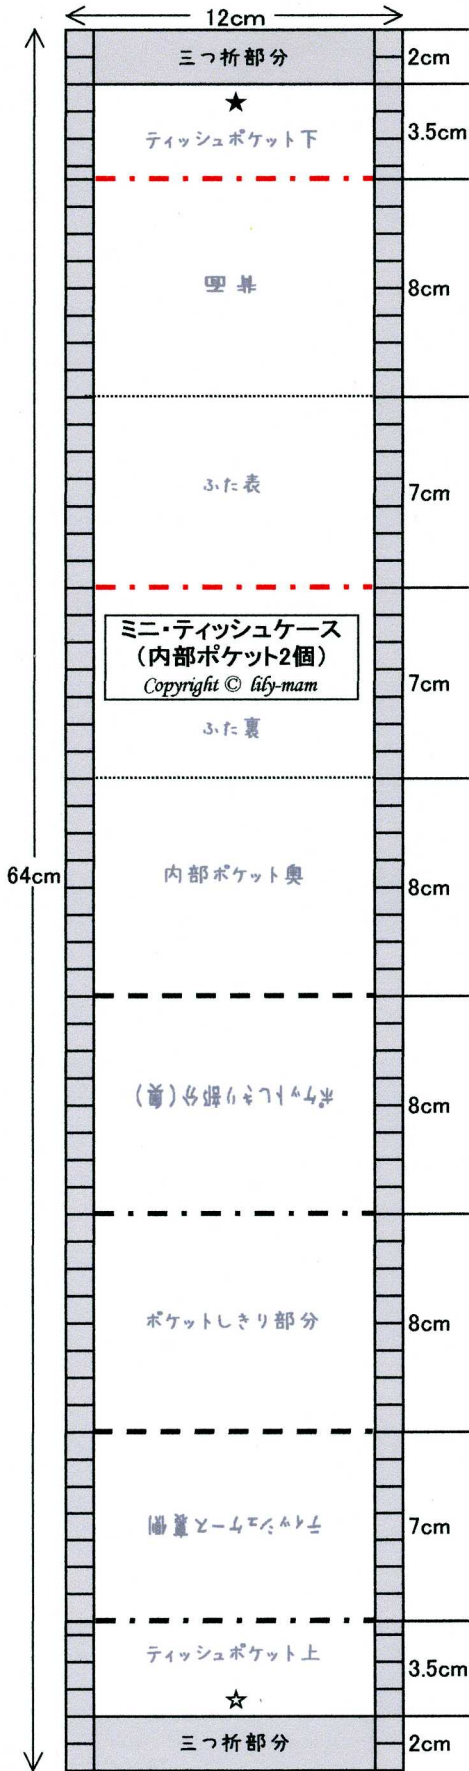 12cm
三つ折部分
2cm
★
ティッシュポケット下
3.5cm
背面
8cm
ふた表
7cm
ミニ・ティッシュケース
(内部ポケット2個)
Copyright © lily-mam
7cm
ふた裏
64cm
内部ポケット奥
8cm
ポケットしきり部分(奥)
8cm
ポケットしきり部分
8cm
ティッシュケース裏側
7cm
ティッシュポケット上
3.5cm
☆
三つ折部分
2cm